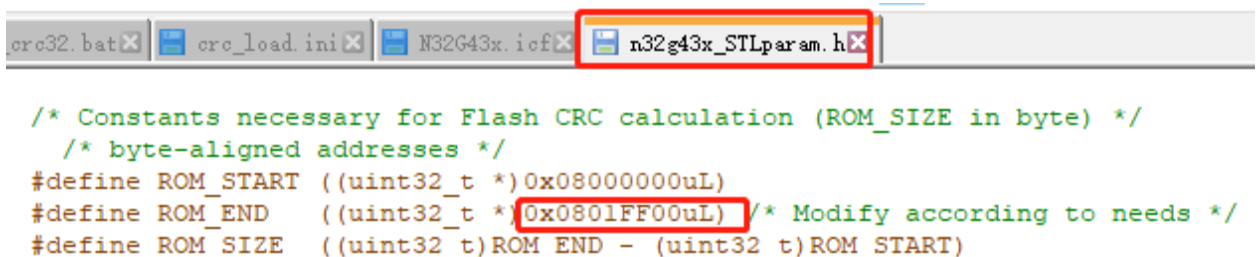 _crc32.bat crc_load.ini N32G43x.icf n32g43x_STLparam.h
/* Constants necessary for Flash CRC calculation (ROM_SIZE in byte) */
/* byte-aligned addresses */
#define ROM_START ((uint32_t *)0x08000000uL)
#define ROM_END ((uint32_t *)0x0801FF00uL) /* Modify according to needs */
#define ROM_SIZE ((uint32_t)ROM_END - (uint32_t)ROM_START)